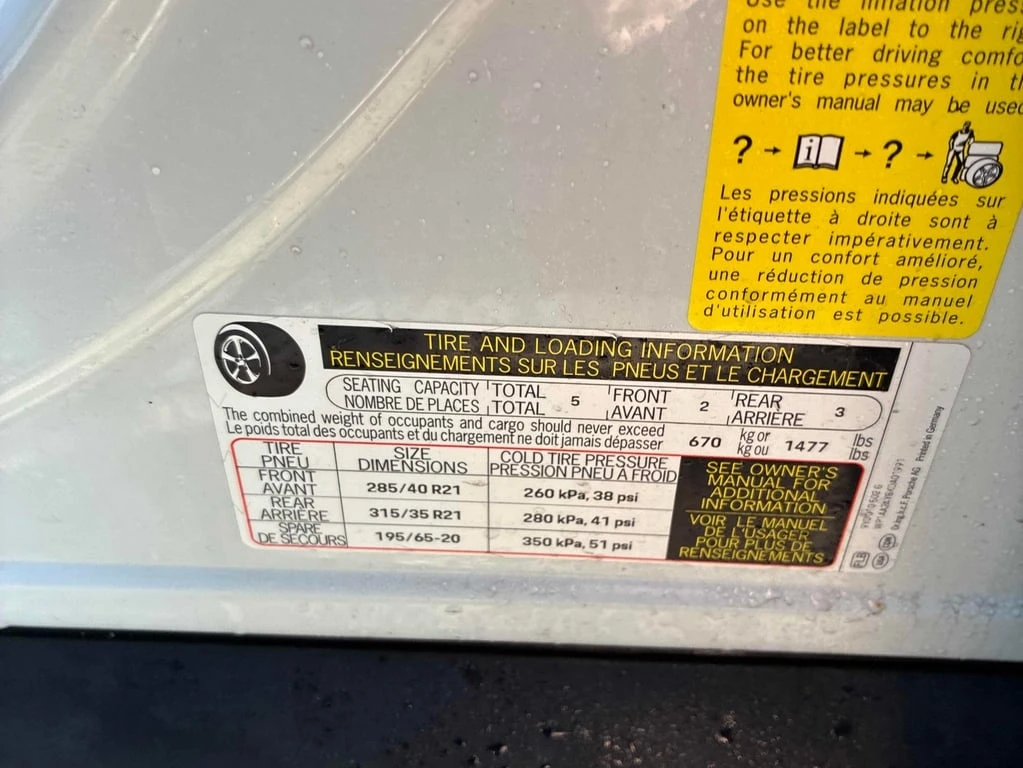 Use the inflation
on the label to the
For better driving
the tire pressures in
owner's manual may be used
? → i → ? →
Les pressions indiquées sur
l'étiquette à droite sont à
respecter impérativement.
Pour un confort amélioré,
une réduction de pression
conformément au manuel
d'utilisation est possible.
TIRE AND LOADING INFORMATION
RENSEIGNEMENTS SUR LES PNEUS ET LE CHARGEMENT
SEATING CAPACITY TOTAL 5 FRONT 2 REAR 3
NOMBRE DE PLACES TOTAL AVANT ARRIÈRE
The combined weight of occupants and cargo should never exceed 670 kg or 1477 lbs
Le poids total des occupants et du chargement ne doit jamais dépasser kg ou lbs
TIRE SIZE COLD TIRE PRESSURE
PNEU DIMENSIONS PRESSION PNEU A FROID
FRONT
AVANT 285/40 R21 260 kPa, 38 psi
REAR
ARRIÈRE 315/35 R21 280 kPa, 41 psi
SPARE
DE SECOURS 195/65-20 350 kPa, 51 psi
SEE OWNER'S
MANUAL FOR
ADDITIONAL
INFORMATION
VOIR LE MANUEL
DE L'USAGER
POUR PLUS DE
RENSEIGNEMENTS
Porsche AG Printed in Germany